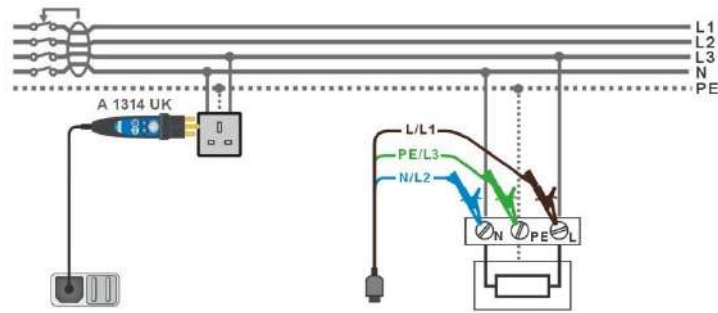 L1
L2
L3
N
PE
A 1314 UK
L/L1
PE/L3
N/L2
N PE L